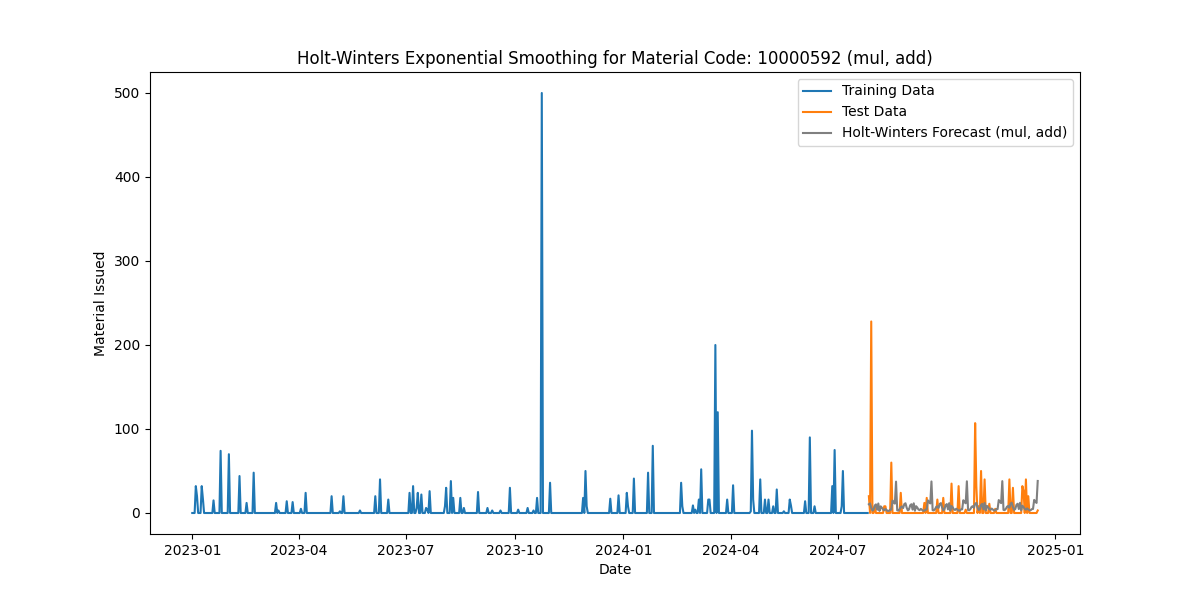 Holt-Winters Exponential Smoothing for Material Code: 10000592 (mul, add)
Training Data
Test Data
Holt-Winters Forecast (mul, add)
Material Issued
500
400
300
200
100
0
2023-01 2023-04 2023-07 2023-10 2024-01 2024-04 2024-07 2024-10 2025-01
Date